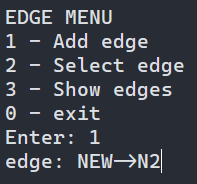 EDGE MENU
1 - Add edge
2 - Select edge
3 - Show edges
0 - exit
Enter: 1
edge: NEW->N2